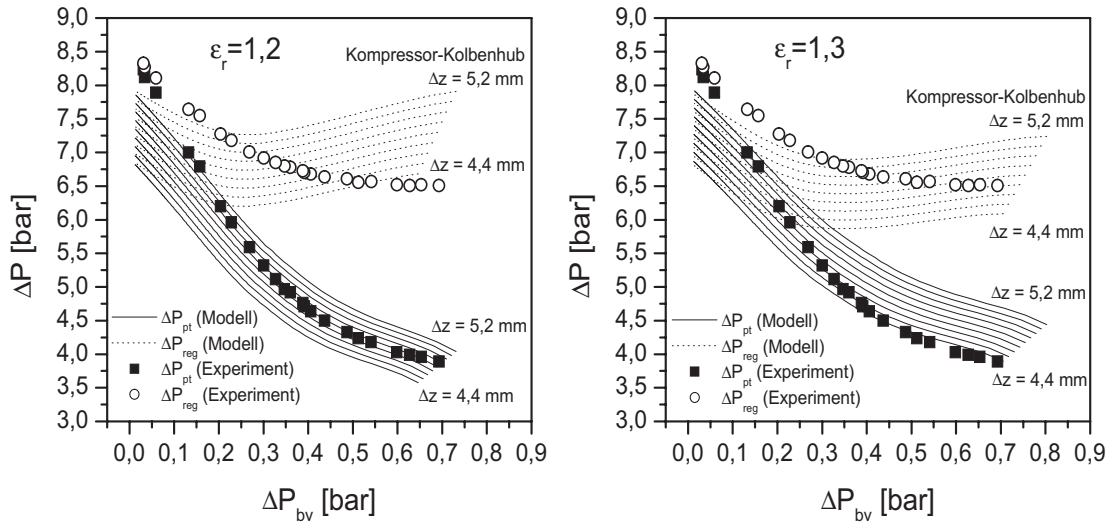 9,0
8,5
8,0
7,5
7,0
6,5
6,0
5,5
5,0
4,5
4,0
3,5
3,0
ΔP [bar]
ε_r=1,2
Kompressor-Kolbenhub
Δz = 5,2 mm
Δz = 4,4 mm
Δz = 5,2 mm
Δz = 4,4 mm
ΔP_pt (Modell)
ΔP_reg (Modell)
ΔP_pt (Experiment)
ΔP_reg (Experiment)
0,0 0,1 0,2 0,3 0,4 0,5 0,6 0,7 0,8 0,9
ΔP_bv [bar]
9,0
8,5
8,0
7,5
7,0
6,5
6,0
5,5
5,0
4,5
4,0
3,5
3,0
ΔP [bar]
ε_r=1,3
Kompressor-Kolbenhub
Δz = 5,2 mm
Δz = 4,4 mm
Δz = 5,2 mm
Δz = 4,4 mm
ΔP_pt (Modell)
ΔP_reg (Modell)
ΔP_pt (Experiment)
ΔP_reg (Experiment)
0,0 0,1 0,2 0,3 0,4 0,5 0,6 0,7 0,8 0,9
ΔP_bv [bar]